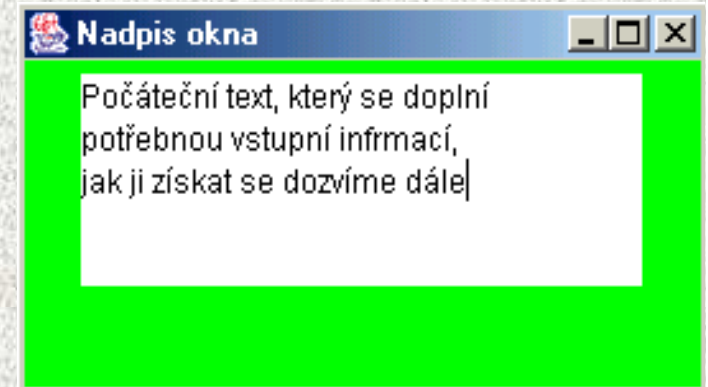 Nadpis okna
Počáteční text, který se doplní
potřebnou vstupní infrmací,
jak ji získat se dozvíme dále